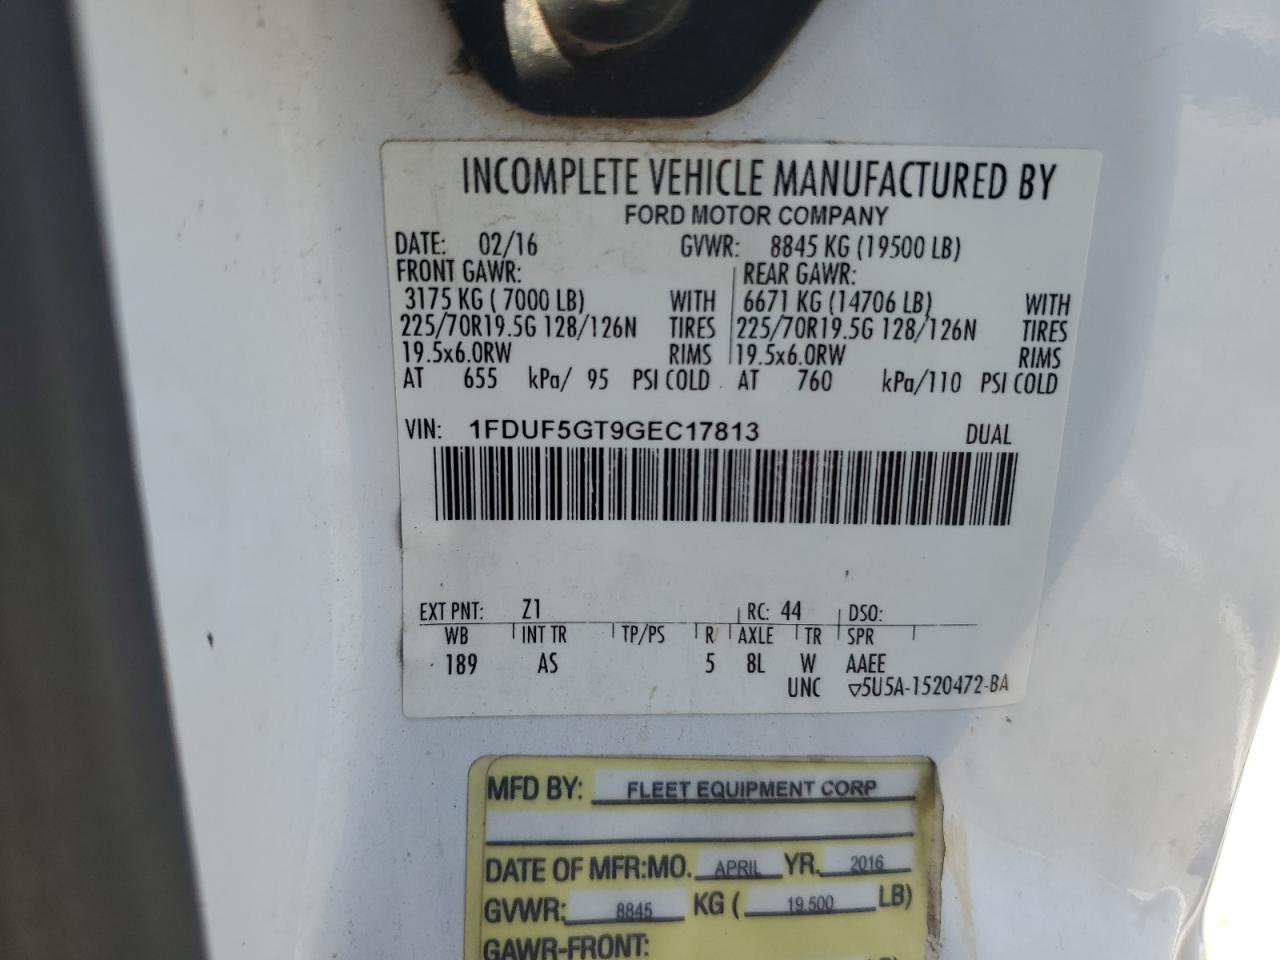 INCOMPLETE VEHICLE MANUFACTURED BY
FORD MOTOR COMPANY
DATE: 02/16 GVWR: 8845 KG (19500 LB)
FRONT GAWR: REAR GAWR:
3175 KG ( 7000 LB) WITH 6671 KG (14706 LB) WITH
225/70R19.5G 128/126N TIRES 225/70R19.5G 128/126N TIRES
19.5x6.0RW RIMS 19.5x6.0RW RIMS
AT 655 kPa/ 95 PSI COLD AT 760 kPa/110 PSI COLD
VIN: 1FDUF5GT9GEC17813 DUAL
EXT PNT: Z1 RC: 44 DSO:
WB INT TR TP/PS R AXLE TR SPR
189 AS 5 8L W AAEE
UNC ▽5U5A-1520472-BA
MFD BY: FLEET EQUIPMENT CORP
DATE OF MFR:MO. APRIL YR. 2016
GVWR: 8845 KG ( 19.500 LB)
GAWR-FRONT: